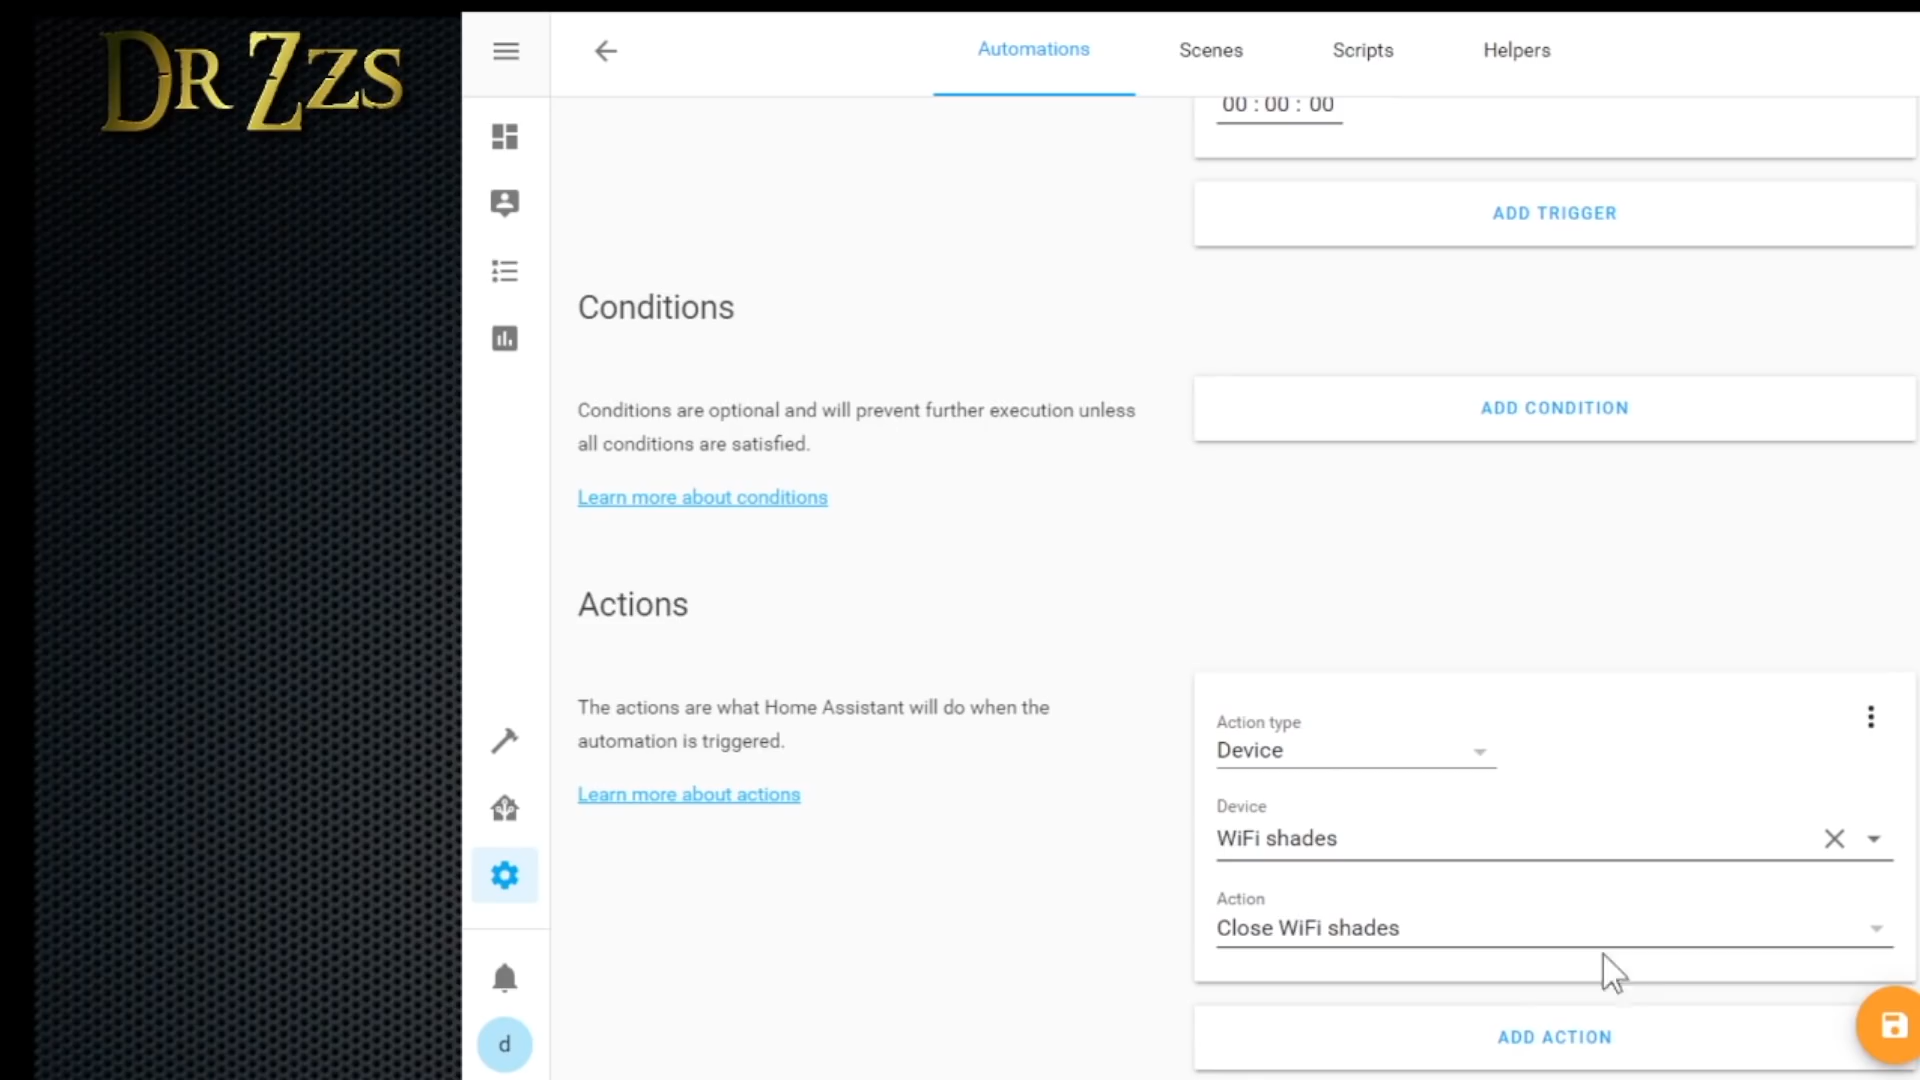 DR ZZS
Automations
Scenes
Scripts
Helpers
00 : 00 : 00
ADD TRIGGER
Conditions
Conditions are optional and will prevent further execution unless
all conditions are satisfied.
Learn more about conditions
ADD CONDITION
Actions
The actions are what Home Assistant will do when the
automation is triggered.
Learn more about actions
Action type
Device
Device
WiFi shades
Action
Close WiFi shades
ADD ACTION
d